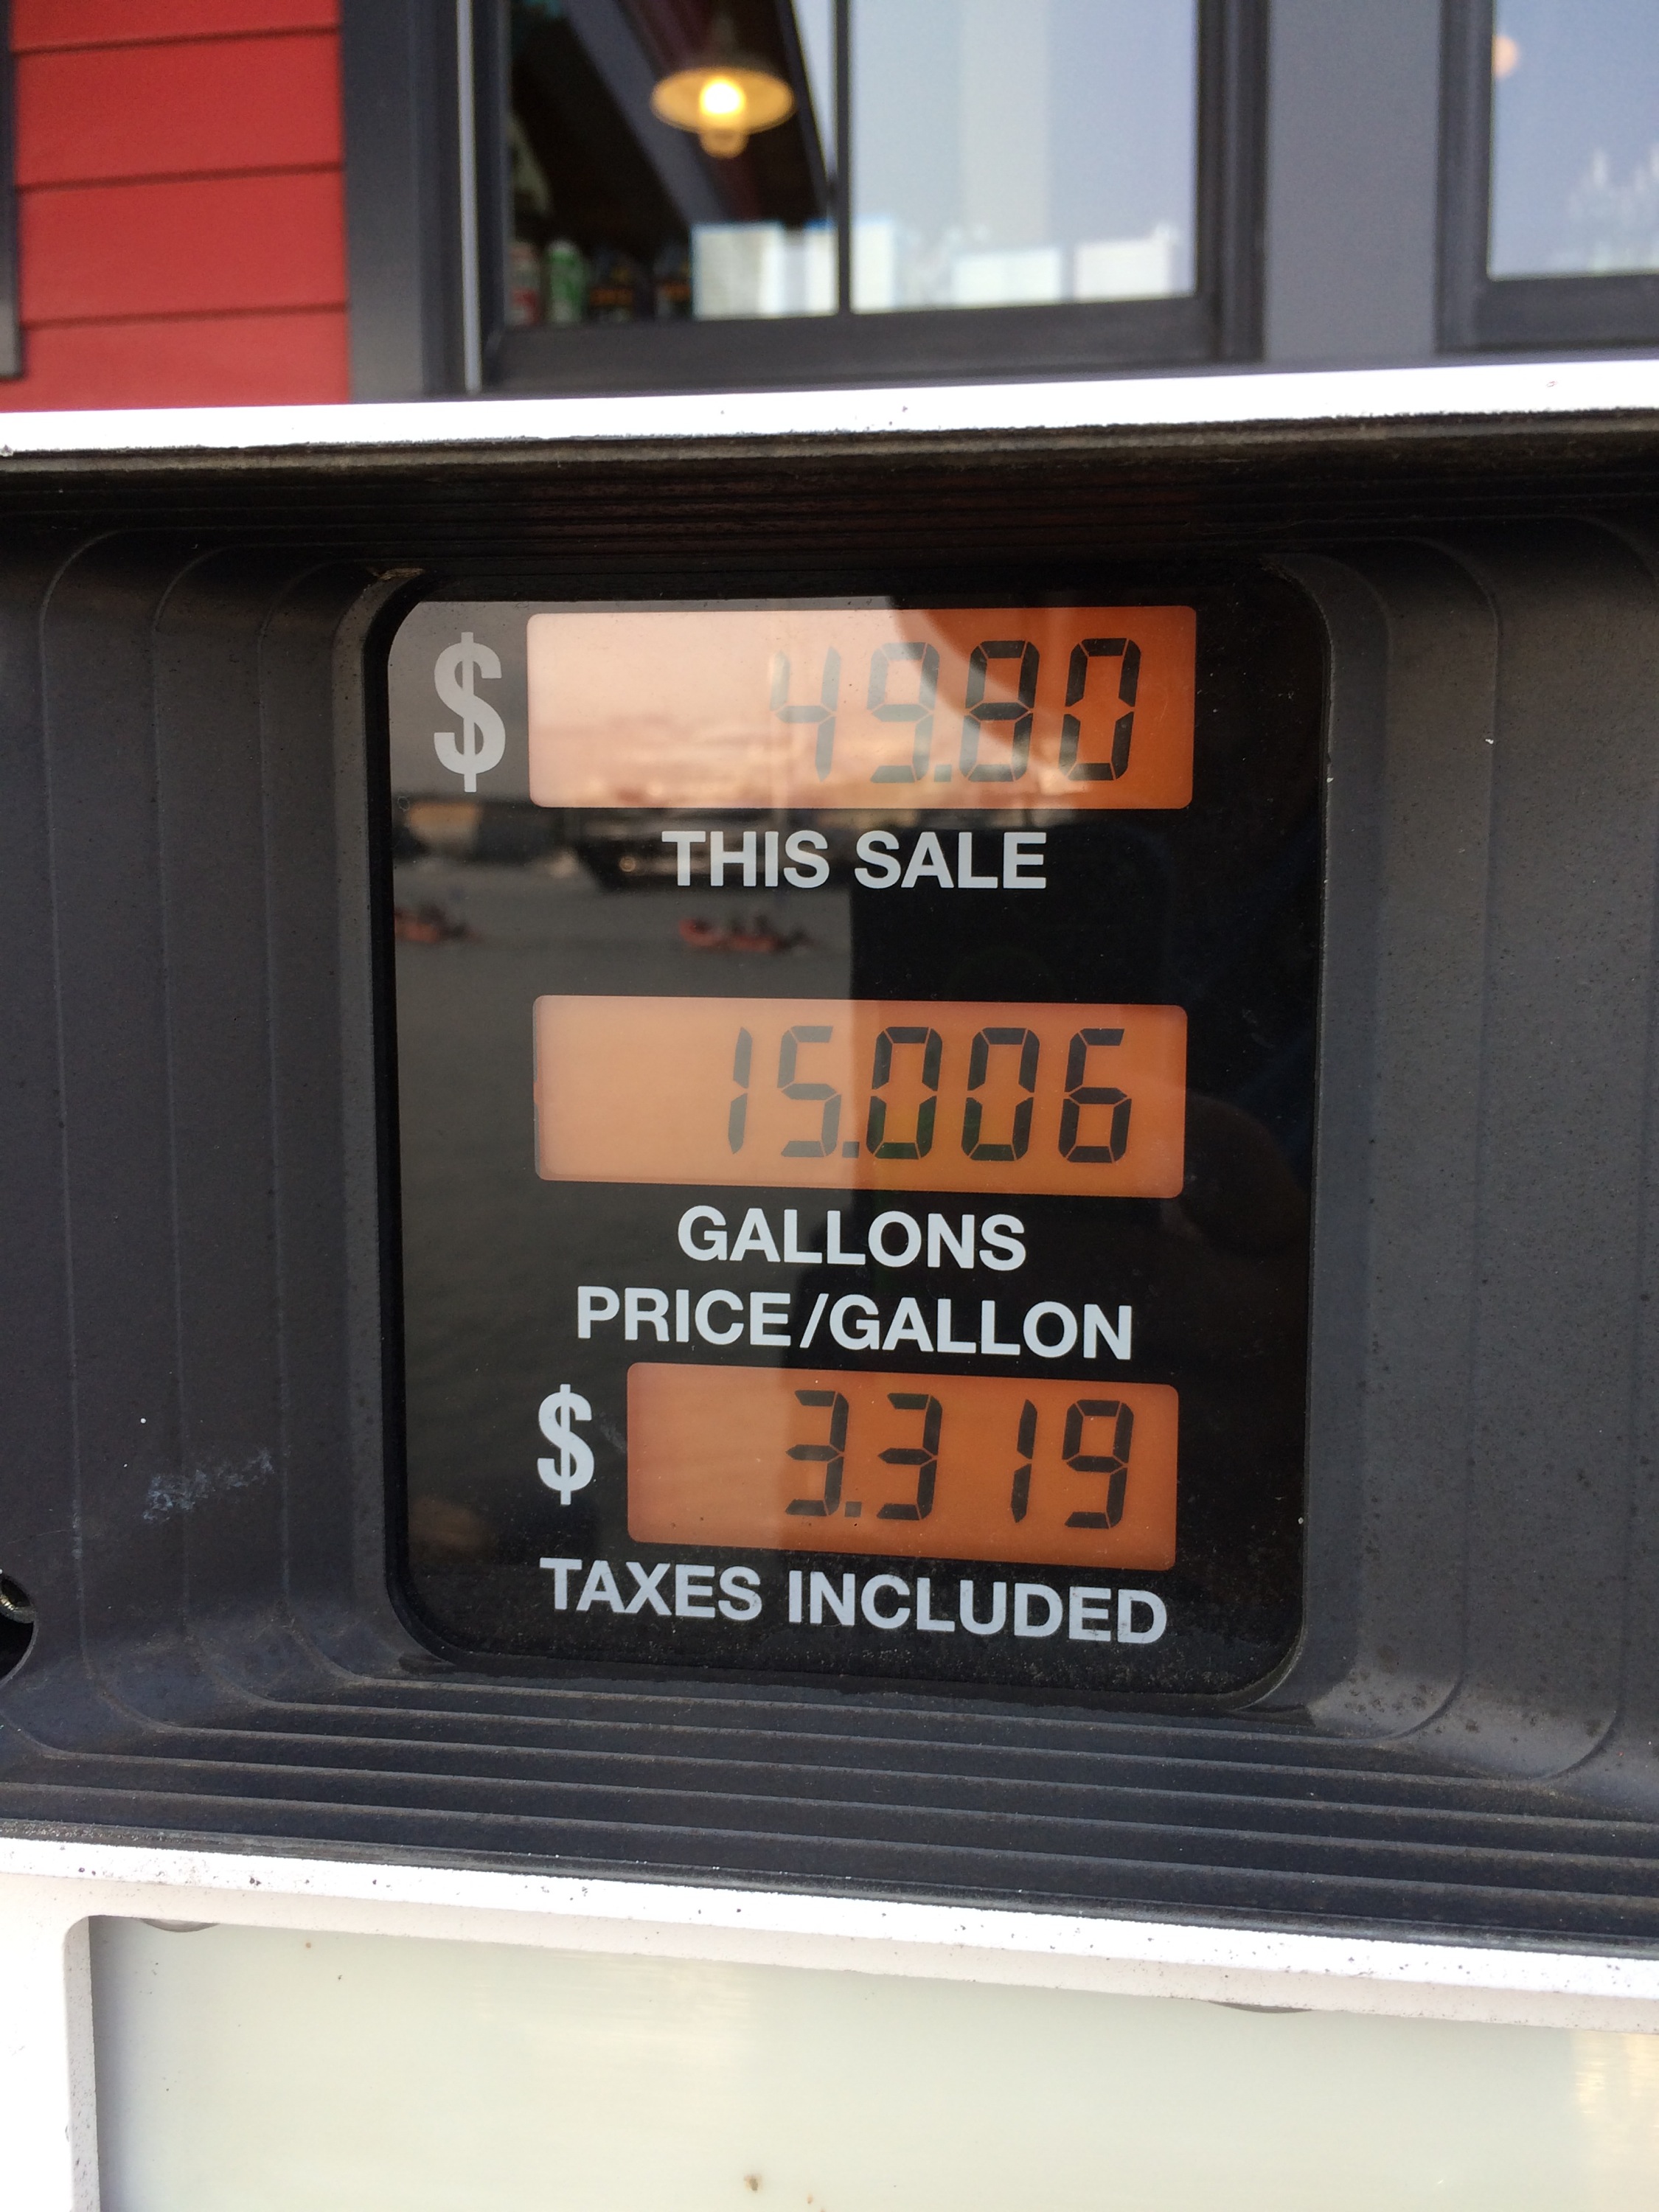 $ 49.80
THIS SALE
15.006
GALLONS
PRICE/GALLON
$ 3.319
TAXES INCLUDED